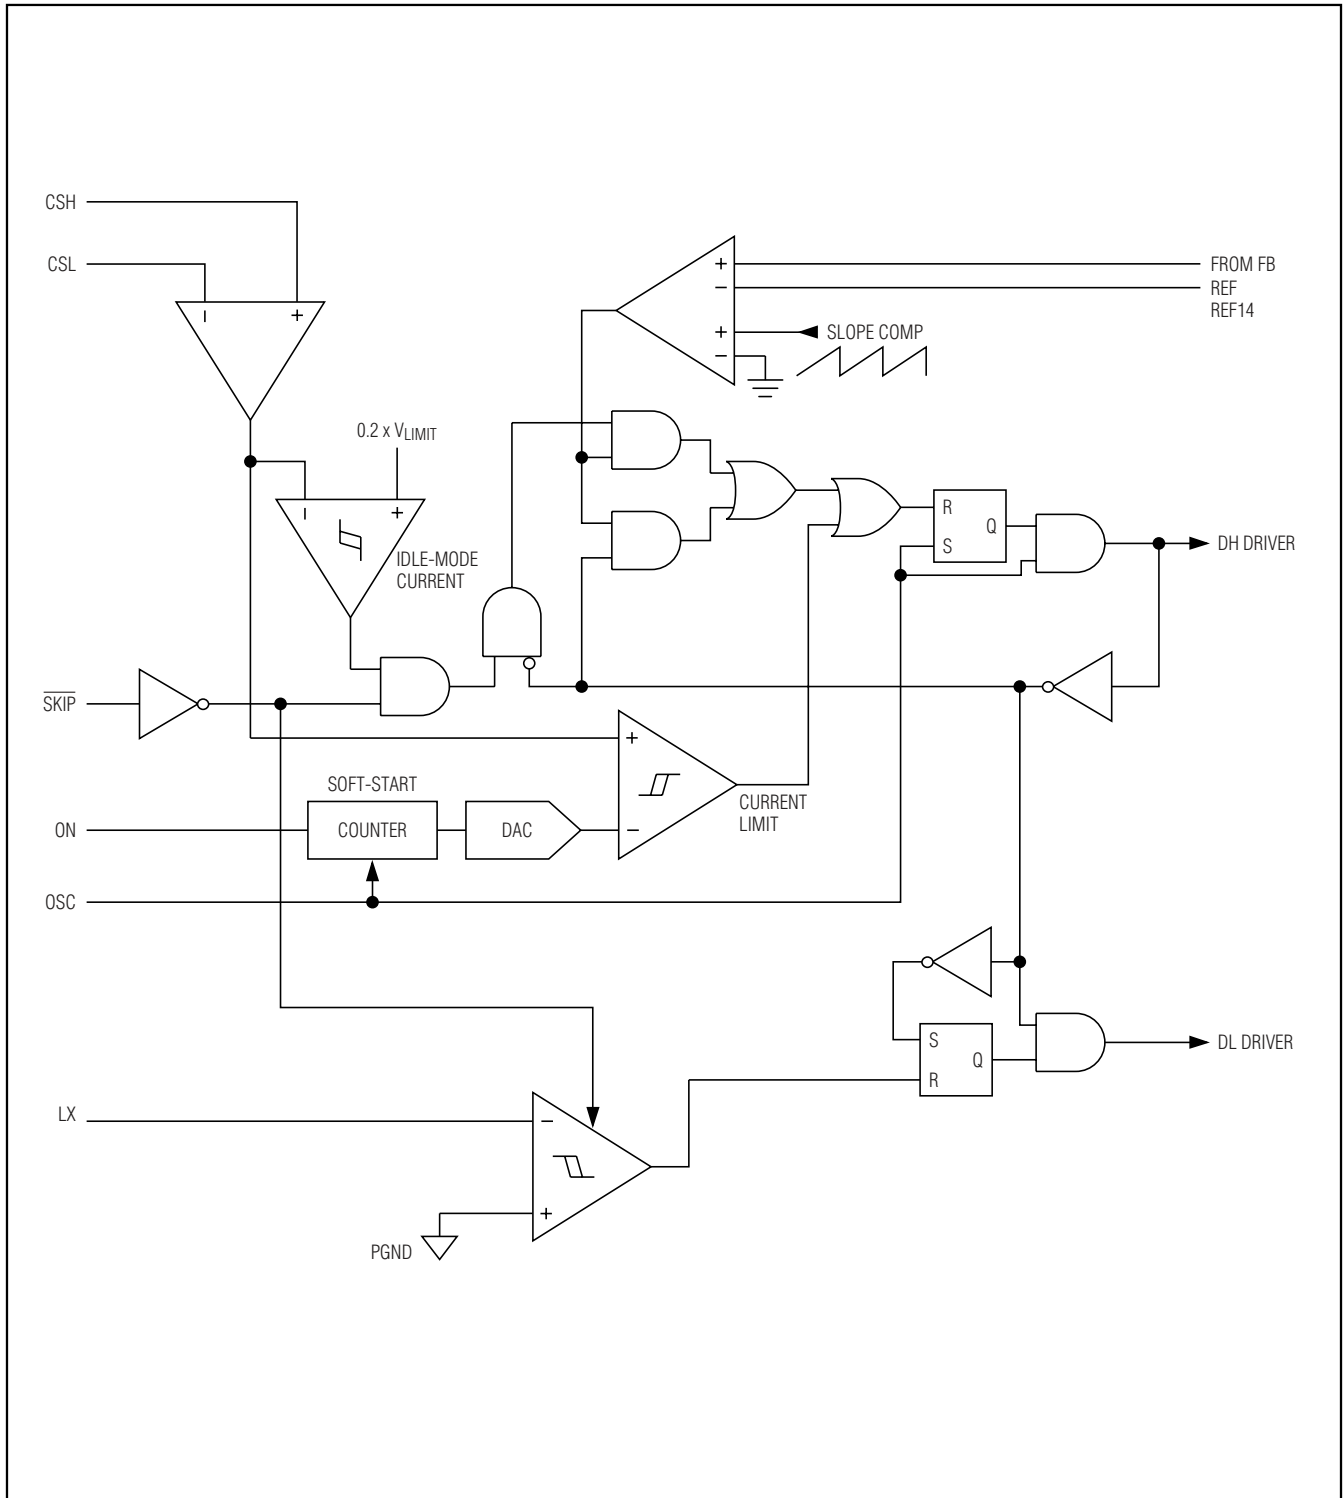 CSH
CSL
FROM FB
REF
REF14
+
−
−
+
+
SLOPE COMP
−
0.2 x VLIMIT
−
+
IDLE-MODE
CURRENT
R
Q
S
DH DRIVER
SKIP
+
SOFT-START
CURRENT
LIMIT
ON
COUNTER
DAC
−
OSC
S
Q
R
DL DRIVER
LX
−
+
PGND